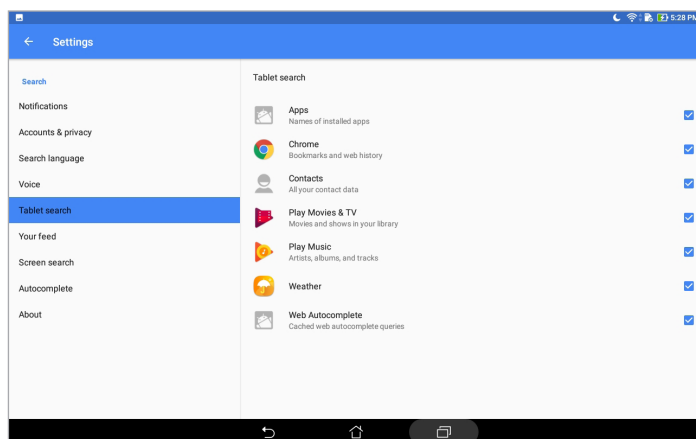 5:28 PM
Settings
Search
Notifications
Accounts & privacy
Search language
Voice
Tablet search
Your feed
Screen search
Autocomplete
About
Tablet search
Apps
Names of installed apps
Chrome
Bookmarks and web history
Contacts
All your contact data
Play Movies & TV
Movies and shows in your library
Play Music
Artists, albums, and tracks
Weather
Web Autocomplete
Cached web autocomplete queries